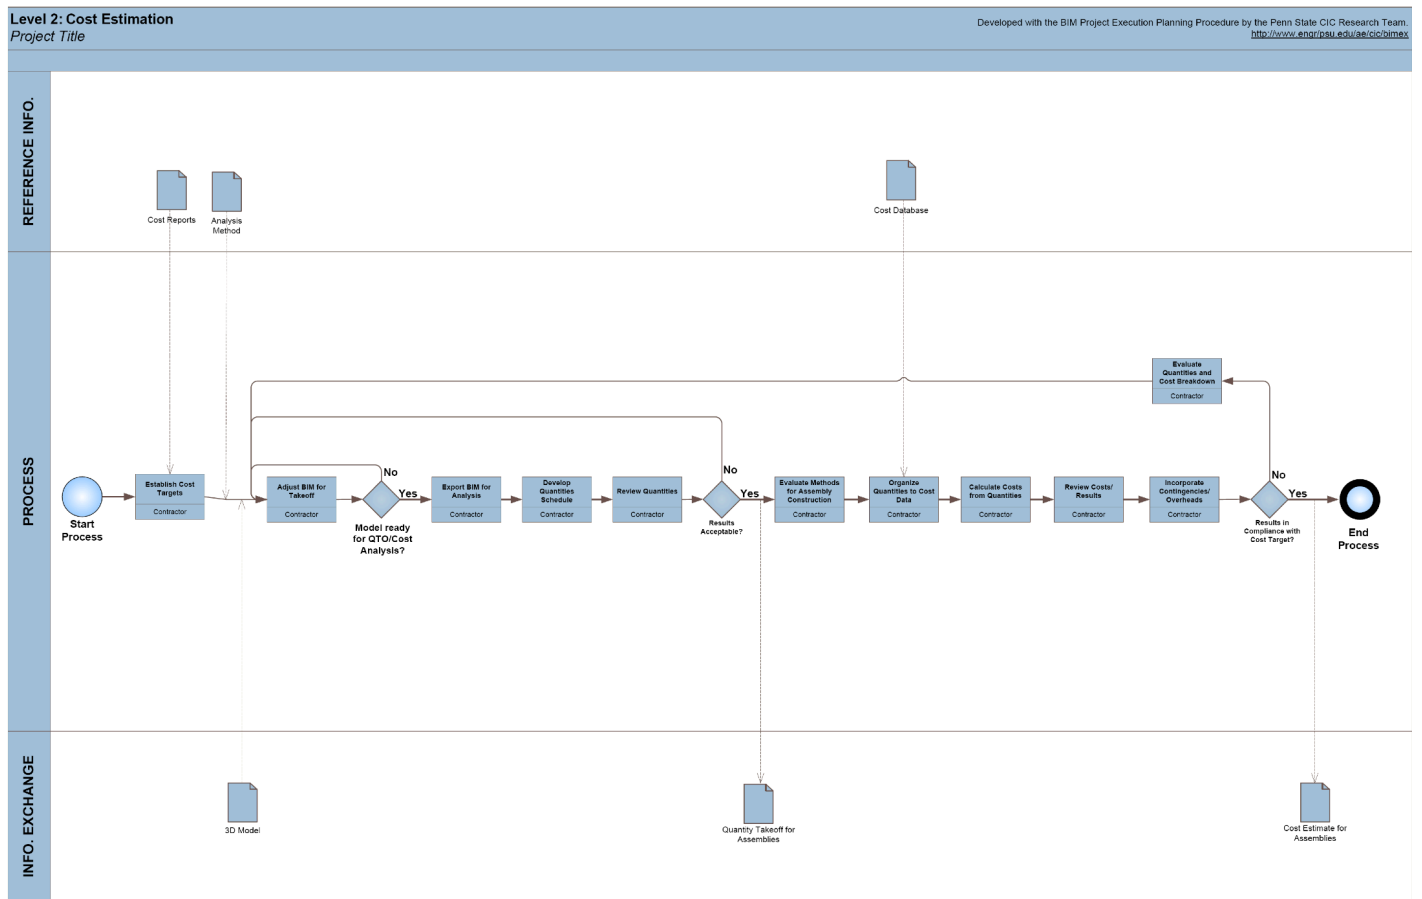 Level 2: Cost Estimation
Project Title
Developed with the BIM Project Execution Planning Procedure by the Penn State CIC Research Team.
http://www.engr/psu.edu/ae/cic/bimex
REFERENCE INFO.
Cost Reports
Analysis
Method
Cost Database
PROCESS
Start
Process
Establish Cost
Targets
Contractor
Adjust BIM for
Takeoff
Contractor
No
Yes
Model ready
for QTO/Cost
Analysis?
Export BIM for
Analysis
Contractor
Develop
Quantities
Schedule
Contractor
Review Quantities
Contractor
No
Yes
Results
Acceptable?
Evaluate Methods
for Assembly
Construction
Contractor
Organize
Quantities to Cost
Data
Contractor
Calculate Costs
from Quantities
Contractor
Review Costs/
Results
Contractor
Incorporate
Contingencies/
Overheads
Contractor
Evaluate
Quantities and
Cost Breakdown
Contractor
No
Yes
Results in
Compliance with
Cost Target?
End
Process
INFO. EXCHANGE
3D Model
Quantity Takeoff for
Assemblies
Cost Estimate for
Assemblies